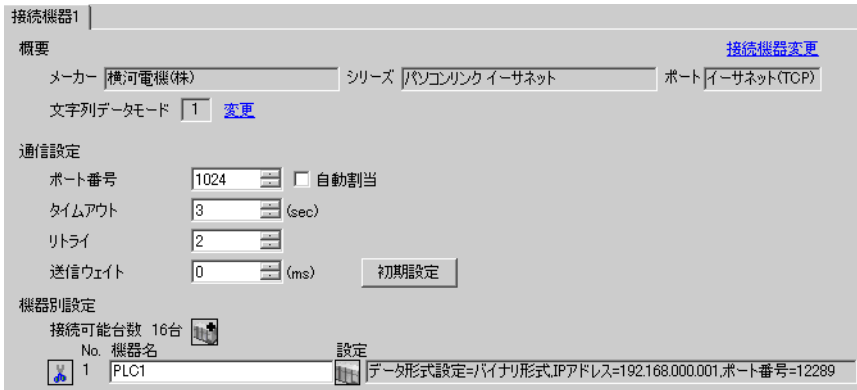 接続機器1
概要 接続機器変更
メーカー 横河電機(株) シリーズ パソコンリンク イーサネット ポート イーサネット(TCP)
文字列データモード 1 変更
通信設定
ポート番号 1024 自動割当
タイムアウト 3 (sec)
リトライ 2
送信ウェイト 0 (ms) 初期設定
機器別設定
接続可能台数 16台
No. 機器名 設定
1 PLC1 データ形式設定=バイナリ形式,IPアドレス=192.168.000.001,ポート番号=12289